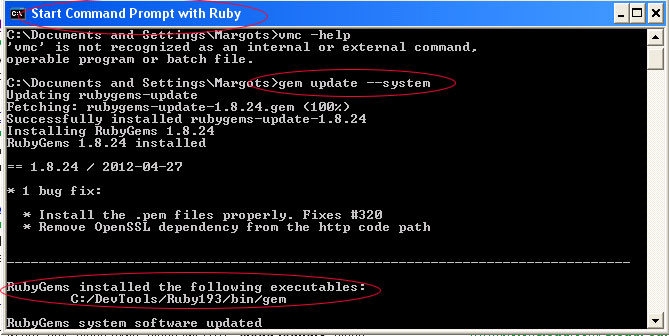 Start Command Prompt with Ruby
C:\Documents and Settings\Margots>vmc -help
'vmc' is not recognized as an internal or external command,
operable program or batch file.
C:\Documents and Settings\Margots>gem update --system
Updating rubygems-update
Fetching: rubygems-update-1.8.24.gem (100%)
Successfully installed rubygems-update-1.8.24
Installing RubyGems 1.8.24
RubyGems 1.8.24 installed
== 1.8.24 / 2012-04-27
* 1 bug fix:
* Install the .pem files properly. Fixes #320
* Remove OpenSSL dependency from the http code path
------------------------------------------------------------------------------
RubyGems installed the following executables:
C:/DevTools/Ruby193/bin/gem
RubyGems system software updated